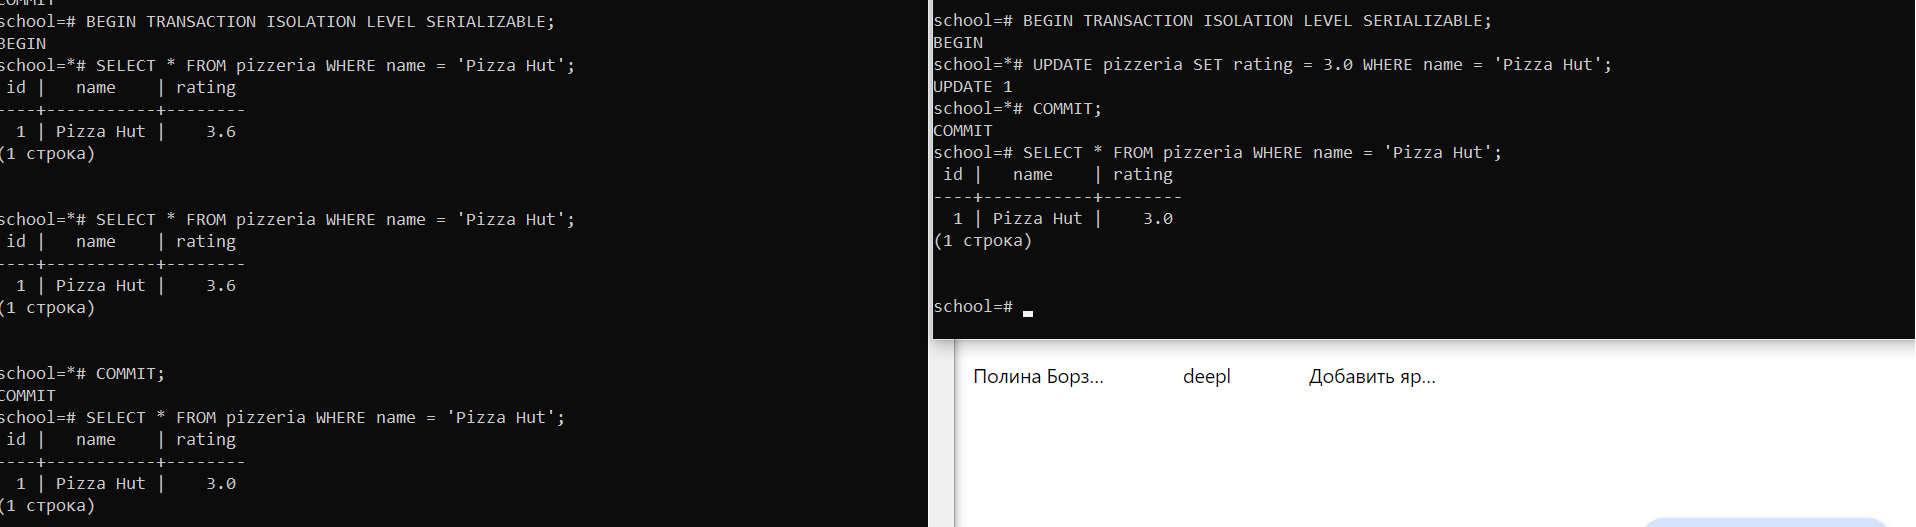 COMMIT
school=# BEGIN TRANSACTION ISOLATION LEVEL SERIALIZABLE;
BEGIN
school=*# SELECT * FROM pizzeria WHERE name = 'Pizza Hut';
 id |   name    | rating
----+-----------+--------
  1 | Pizza Hut |    3.6
(1 строка)
school=*# SELECT * FROM pizzeria WHERE name = 'Pizza Hut';
 id |   name    | rating
----+-----------+--------
  1 | Pizza Hut |    3.6
(1 строка)
school=*# COMMIT;
COMMIT
school=# SELECT * FROM pizzeria WHERE name = 'Pizza Hut';
 id |   name    | rating
----+-----------+--------
  1 | Pizza Hut |    3.0
(1 строка)
school=# BEGIN TRANSACTION ISOLATION LEVEL SERIALIZABLE;
BEGIN
school=*# UPDATE pizzeria SET rating = 3.0 WHERE name = 'Pizza Hut';
UPDATE 1
school=*# COMMIT;
COMMIT
school=# SELECT * FROM pizzeria WHERE name = 'Pizza Hut';
 id |   name    | rating
----+-----------+--------
  1 | Pizza Hut |    3.0
(1 строка)
school=#
Полина Борз... deepl Добавить яр...